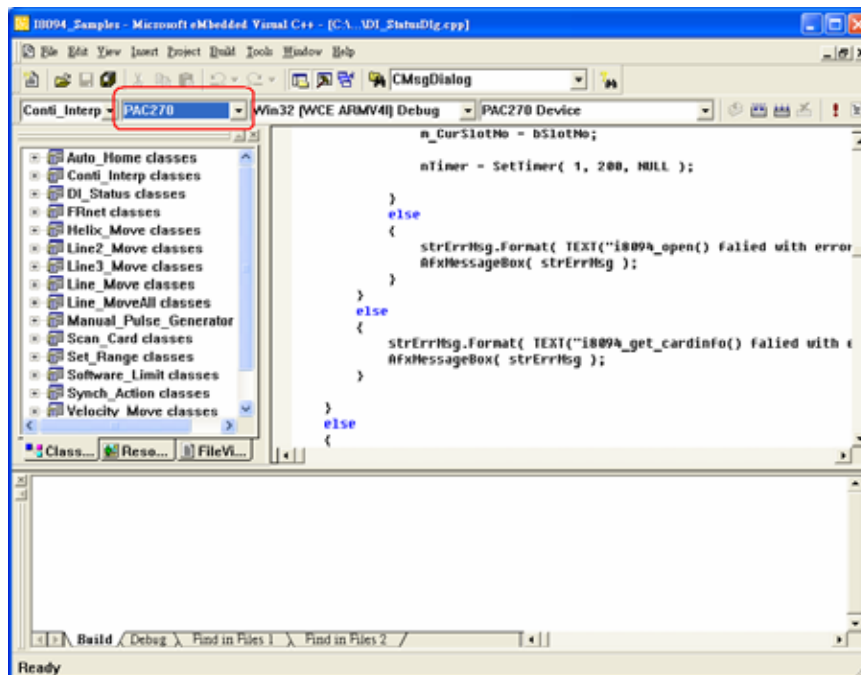 I8094_Samples - Microsoft eMbedded Visual C++ - [C:\...\DI_StatusDlg.cpp]
File Edit View Insert Project Build Tools Window Help
CMsgDialog
Conti_Interp PAC270 Win32 (WCE ARMV4I) Debug PAC270 Device
Auto_Home classes
Conti_Interp classes
DI_Status classes
FRnet classes
Helix_Move classes
Line2_Move classes
Line3_Move classes
Line_Move classes
Line_MoveAll classes
Manual_Pulse_Generator
Scan_Card classes
Set_Range classes
Software_Limit classes
Synch_Action classes
Velocity_Move classes
Class... Reso... FileVi...
m_CurSlotNo = bSlotNo;
nTimer = SetTimer( 1, 200, NULL );
}
else
{
strErrMsg.Format( TEXT("i8094_open() falied with error
AfxMessageBox( strErrMsg );
}
}
else
{
strErrMsg.Format( TEXT("i8094_get_cardinfo() falied with e
AfxMessageBox( strErrMsg );
}
}
else
{
Build Debug Find in Files 1 Find in Files 2
Ready